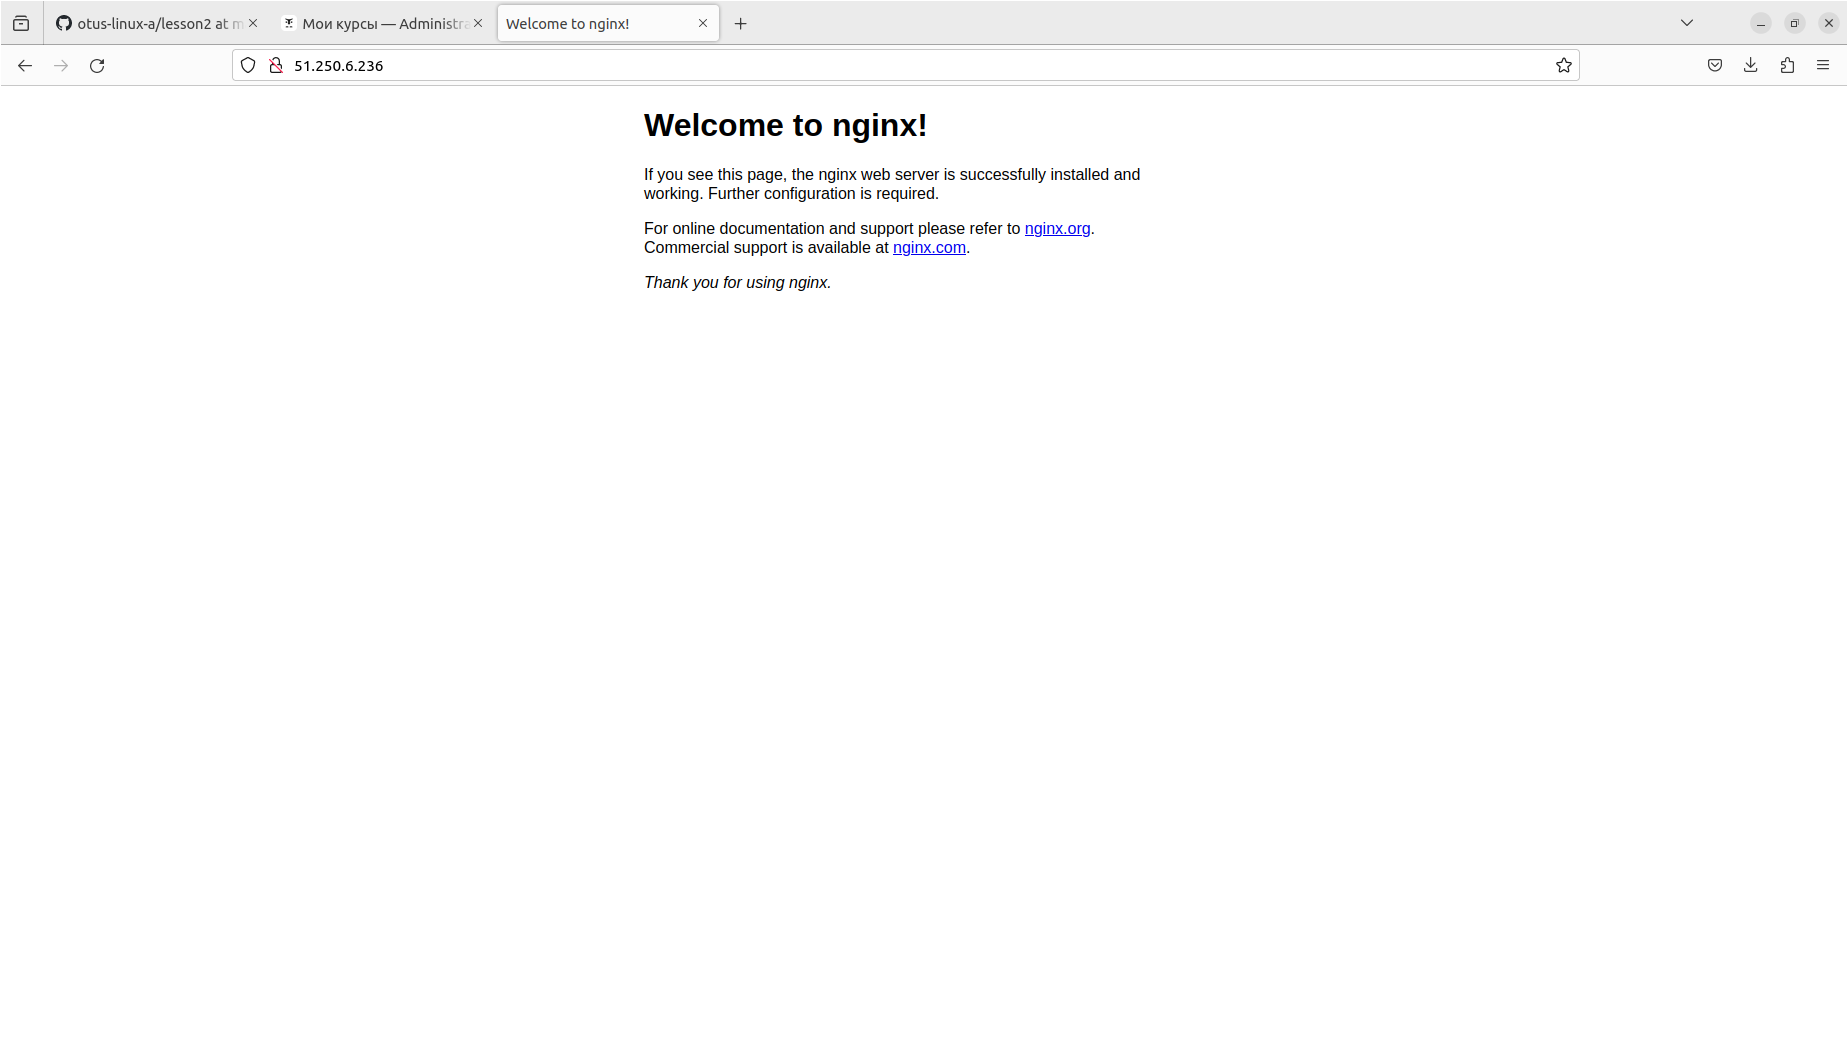 otus-linux-a/lesson2 at m
Мои курсы — Administra
Welcome to nginx!
51.250.6.236
Welcome to nginx!
If you see this page, the nginx web server is successfully installed and
working. Further configuration is required.
For online documentation and support please refer to nginx.org.
Commercial support is available at nginx.com.
Thank you for using nginx.